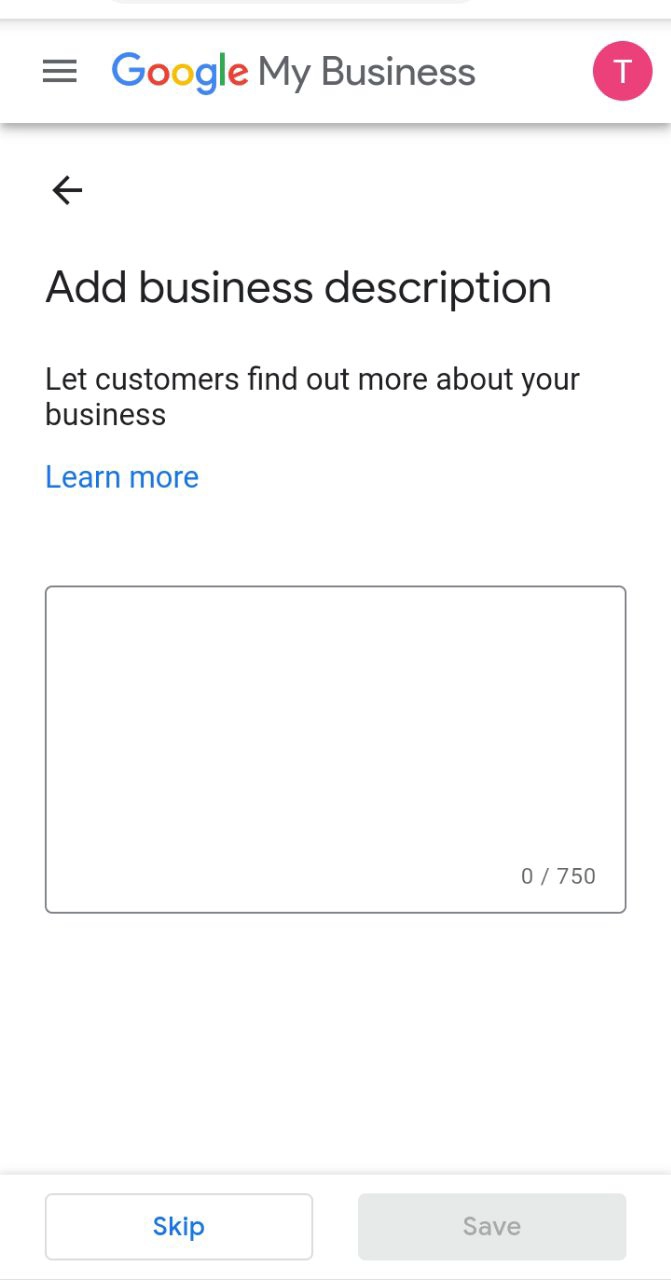 Google My Business
T
Add business description
Let customers find out more about your
business
Learn more
0 / 750
Skip
Save